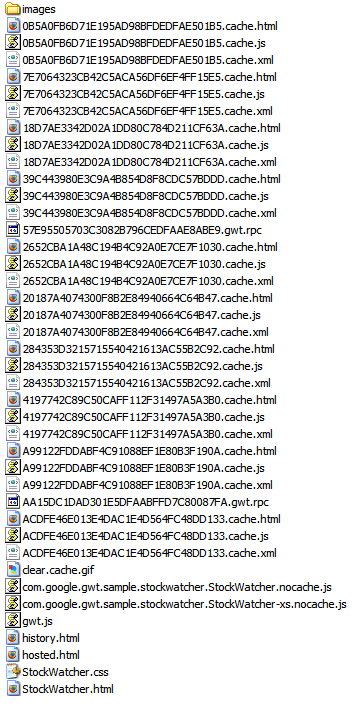 images
0B5A0FB6D71E195AD98BFDEDFAE501B5.cache.html
0B5A0FB6D71E195AD98BFDEDFAE501B5.cache.js
0B5A0FB6D71E195AD98BFDEDFAE501B5.cache.xml
7E7064323CB42C5ACA56DF6EF4FF15E5.cache.html
7E7064323CB42C5ACA56DF6EF4FF15E5.cache.js
7E7064323CB42C5ACA56DF6EF4FF15E5.cache.xml
18D7AE3342D02A1DD80C784D211CF63A.cache.html
18D7AE3342D02A1DD80C784D211CF63A.cache.js
18D7AE3342D02A1DD80C784D211CF63A.cache.xml
39C443980E3C9A4B854D8F8CDC57BDDD.cache.html
39C443980E3C9A4B854D8F8CDC57BDDD.cache.js
39C443980E3C9A4B854D8F8CDC57BDDD.cache.xml
57E95505703C3082B796CEDFAAE8ABE9.gwt.rpc
2652CBA1A48C194B4C92A0E7CE7F1030.cache.html
2652CBA1A48C194B4C92A0E7CE7F1030.cache.js
2652CBA1A48C194B4C92A0E7CE7F1030.cache.xml
20187A4074300F8B2E84940664C64B47.cache.html
20187A4074300F8B2E84940664C64B47.cache.js
20187A4074300F8B2E84940664C64B47.cache.xml
284353D3215715540421613AC55B2C92.cache.html
284353D3215715540421613AC55B2C92.cache.js
284353D3215715540421613AC55B2C92.cache.xml
4197742C89C50CAFF112F31497A5A3B0.cache.html
4197742C89C50CAFF112F31497A5A3B0.cache.js
4197742C89C50CAFF112F31497A5A3B0.cache.xml
A99122FDDABF4C91088EF1E80B3F190A.cache.html
A99122FDDABF4C91088EF1E80B3F190A.cache.js
A99122FDDABF4C91088EF1E80B3F190A.cache.xml
AA15DC1DAD301E5DFAABFFD7C80087FA.gwt.rpc
ACDFE46E013E4DAC1E4D564FC48DD133.cache.html
ACDFE46E013E4DAC1E4D564FC48DD133.cache.js
ACDFE46E013E4DAC1E4D564FC48DD133.cache.xml
clear.cache.gif
com.google.gwt.sample.stockwatcher.StockWatcher.nocache.js
com.google.gwt.sample.stockwatcher.StockWatcher-xs.nocache.js
gwt.js
history.html
hosted.html
StockWatcher.css
StockWatcher.html